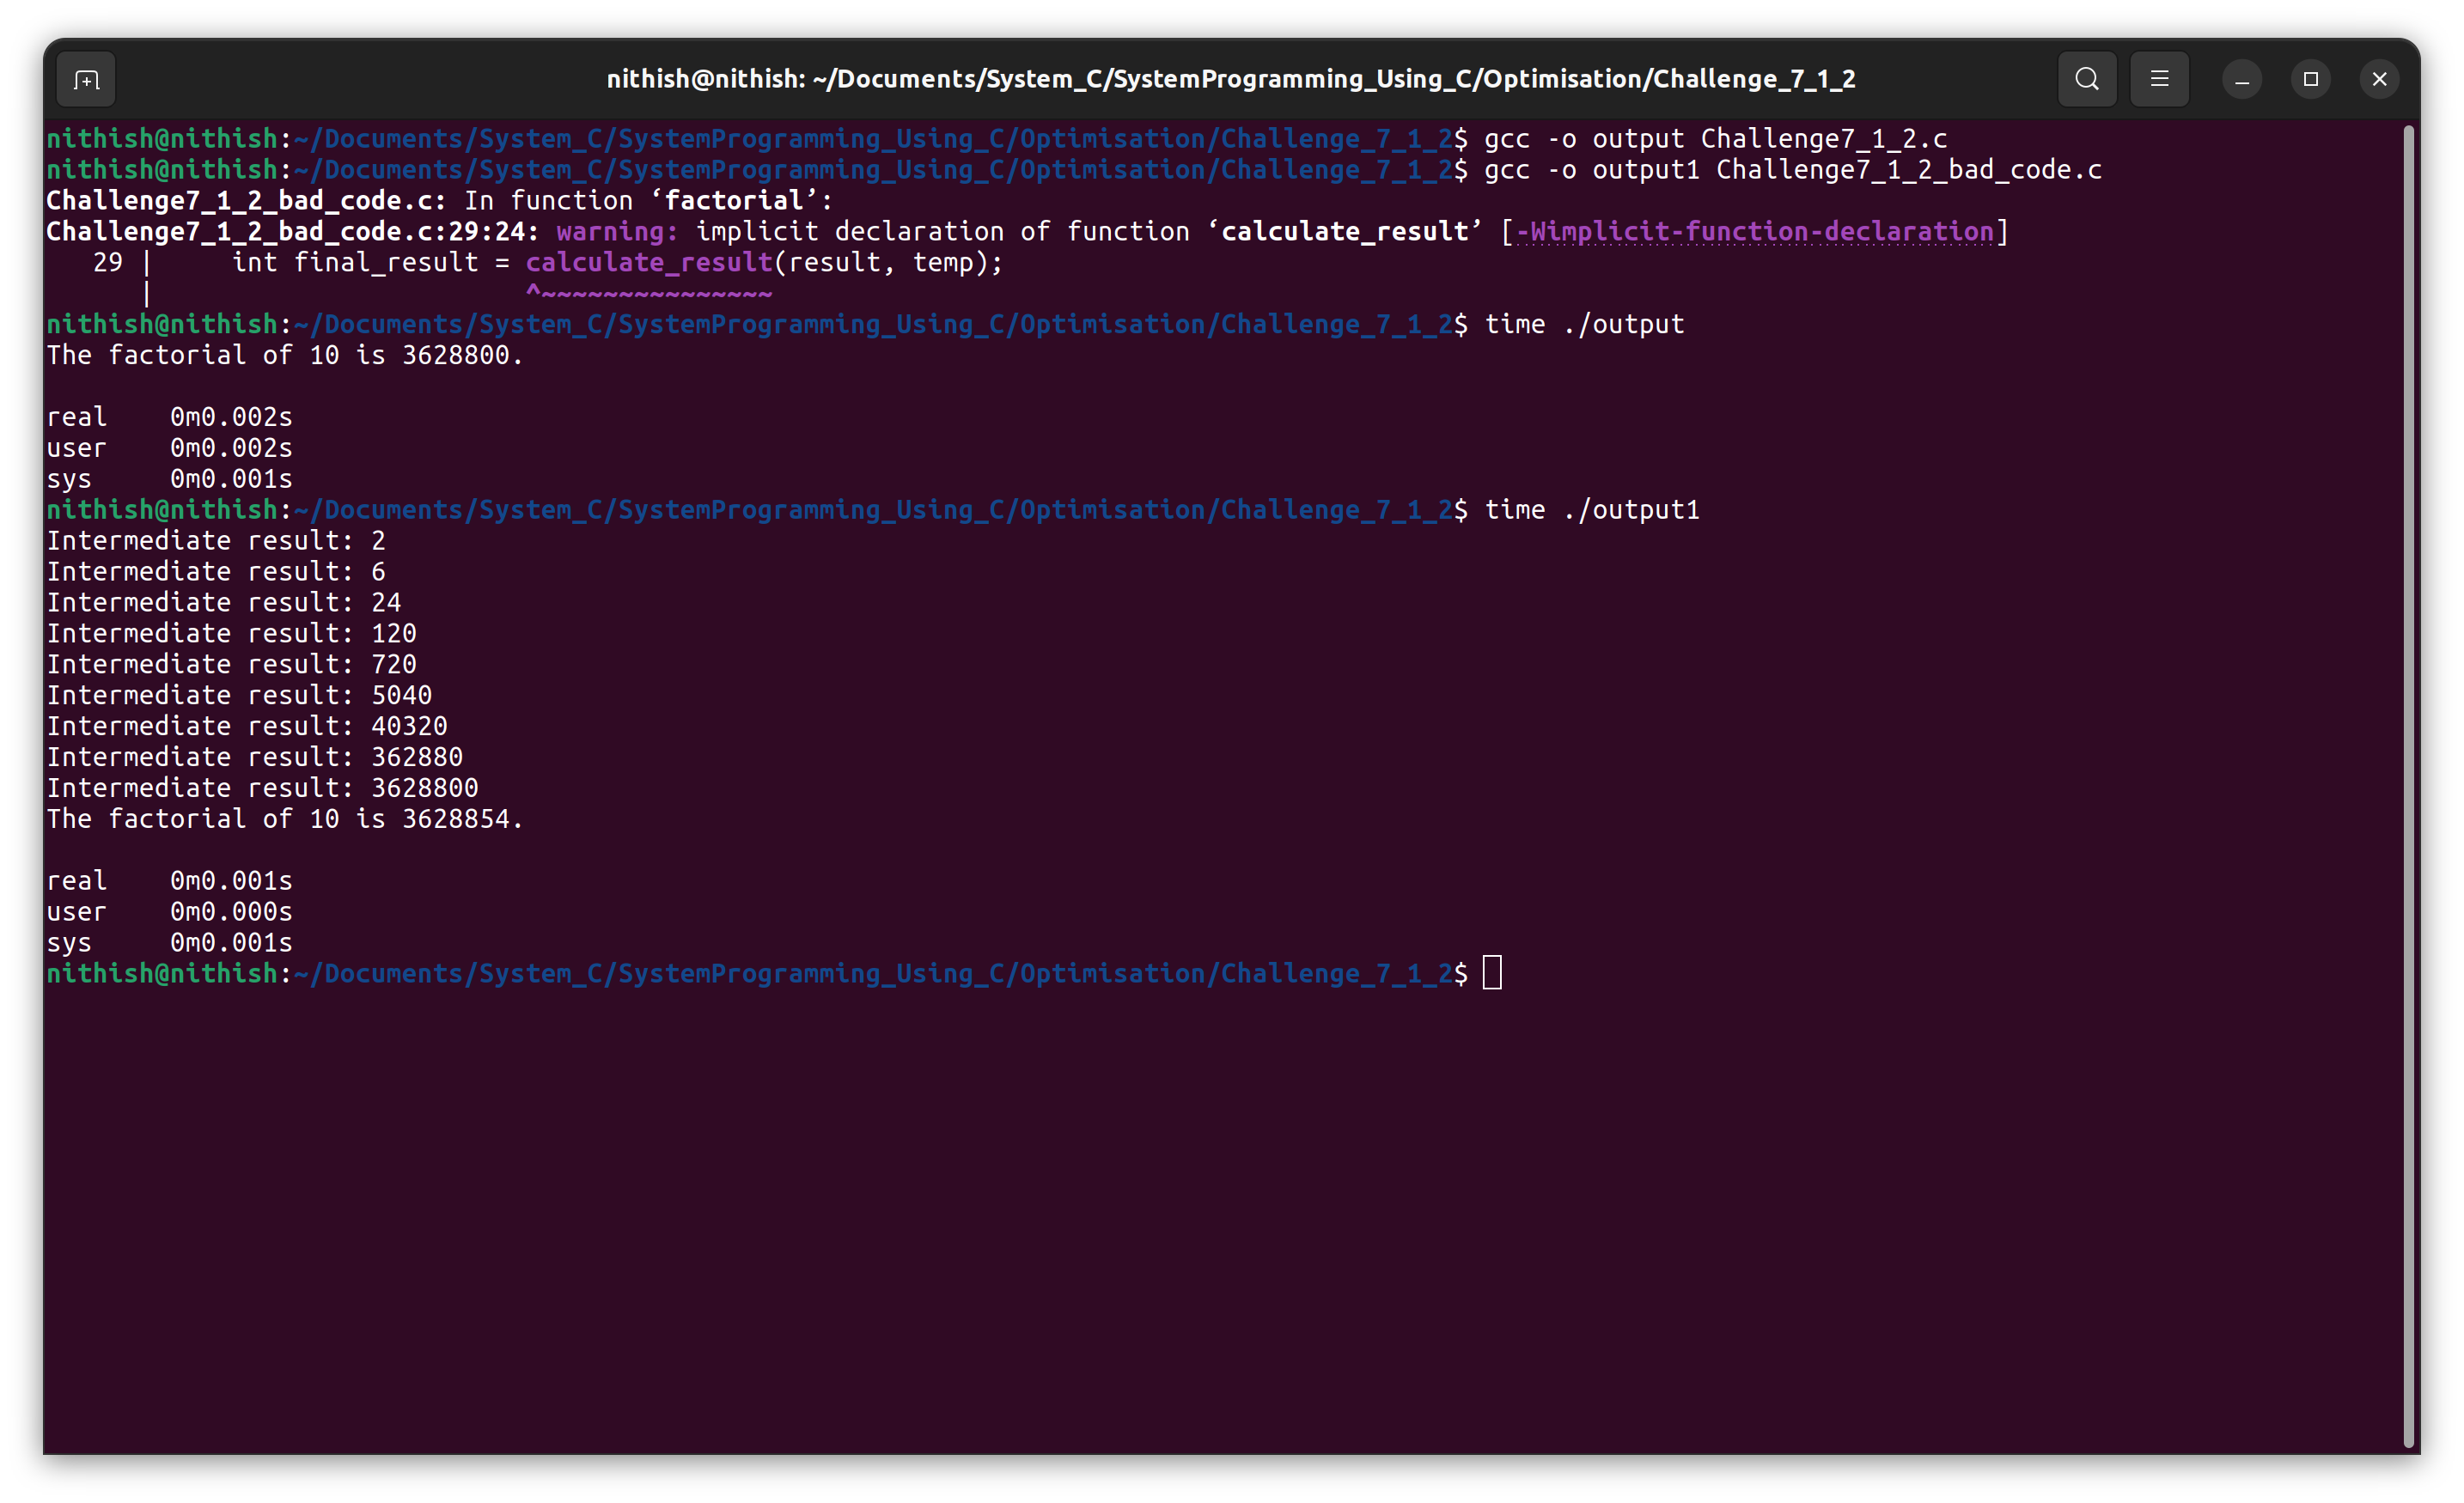 nithish@nithish: ~/Documents/System_C/SystemProgramming_Using_C/Optimisation/Challenge_7_1_2
nithish@nithish:~/Documents/System_C/SystemProgramming_Using_C/Optimisation/Challenge_7_1_2$ gcc -o output Challenge7_1_2.c
nithish@nithish:~/Documents/System_C/SystemProgramming_Using_C/Optimisation/Challenge_7_1_2$ gcc -o output1 Challenge7_1_2_bad_code.c
Challenge7_1_2_bad_code.c: In function ‘factorial’:
Challenge7_1_2_bad_code.c:29:24: warning: implicit declaration of function ‘calculate_result’ [-Wimplicit-function-declaration]
   29 |     int final_result = calculate_result(result, temp);
      |                        ^~~~~~~~~~~~~~~~
nithish@nithish:~/Documents/System_C/SystemProgramming_Using_C/Optimisation/Challenge_7_1_2$ time ./output
The factorial of 10 is 3628800.

real    0m0.002s
user    0m0.002s
sys     0m0.001s
nithish@nithish:~/Documents/System_C/SystemProgramming_Using_C/Optimisation/Challenge_7_1_2$ time ./output1
Intermediate result: 2
Intermediate result: 6
Intermediate result: 24
Intermediate result: 120
Intermediate result: 720
Intermediate result: 5040
Intermediate result: 40320
Intermediate result: 362880
Intermediate result: 3628800
The factorial of 10 is 3628854.

real    0m0.001s
user    0m0.000s
sys     0m0.001s
nithish@nithish:~/Documents/System_C/SystemProgramming_Using_C/Optimisation/Challenge_7_1_2$